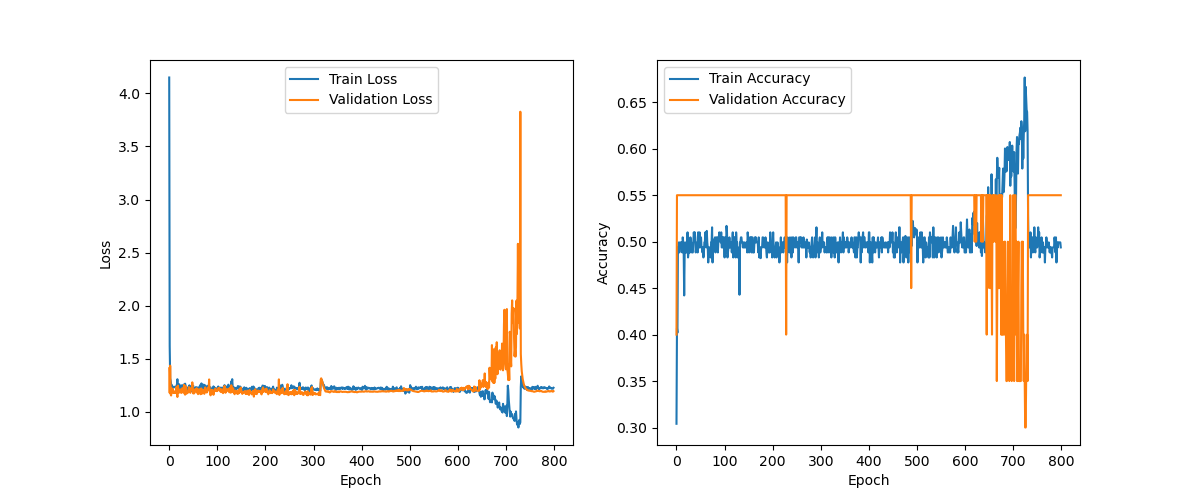 Train Loss
Validation Loss
4.0
3.5
3.0
2.5
2.0
1.5
1.0
Loss
0 100 200 300 400 500 600 700 800
Epoch
Train Accuracy
Validation Accuracy
0.65
0.60
0.55
0.50
0.45
0.40
0.35
0.30
Accuracy
0 100 200 300 400 500 600 700 800
Epoch